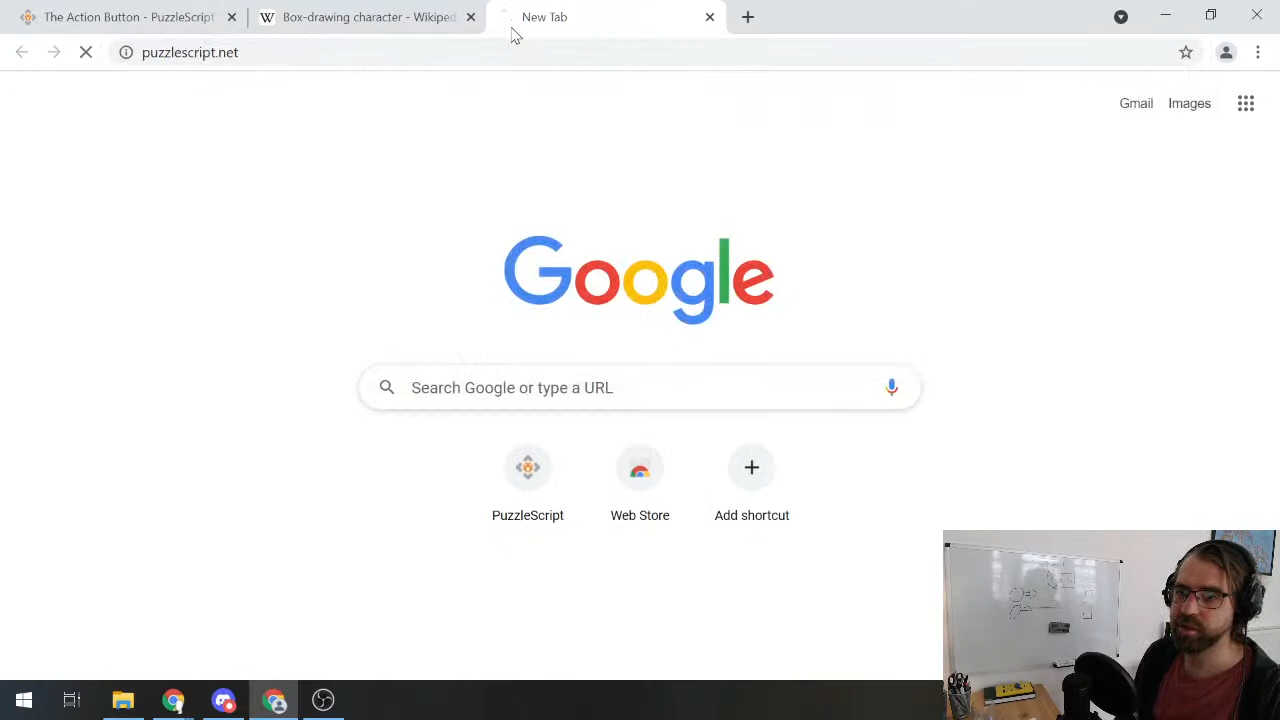 The Action Button - PuzzleScript
Box-drawing character - Wikiped
New Tab
puzzlescript.net
Gmail
Images
Google
Search Google or type a URL
PuzzleScript
Web Store
Add shortcut